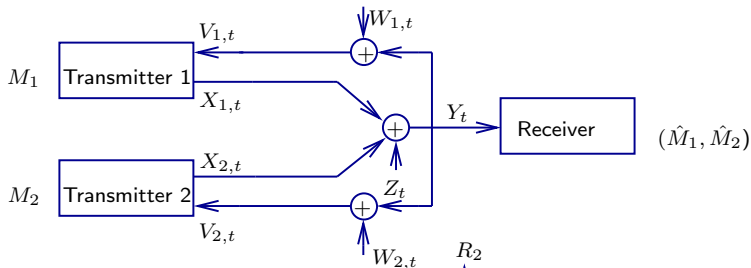 W_{1,t}
V_{1,t}
+
M_1
Transmitter 1
X_{1,t}
Y_t
+
Receiver
(\hat{M}_1, \hat{M}_2)
X_{2,t}
M_2
Transmitter 2
Z_t
+
V_{2,t}
W_{2,t}
R_2